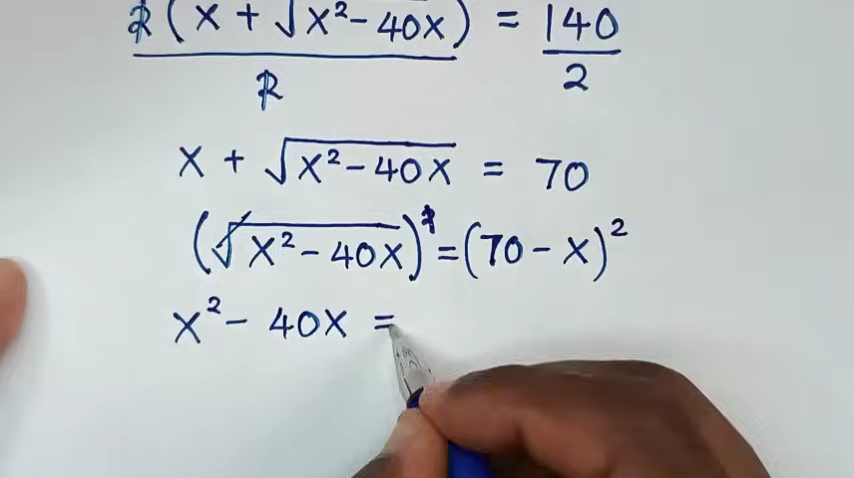 2(x + √x² - 40x) = 140
2 2
x + √x² - 40x = 70
(√x² - 40x)² = (70 - x)²
x² - 40x =